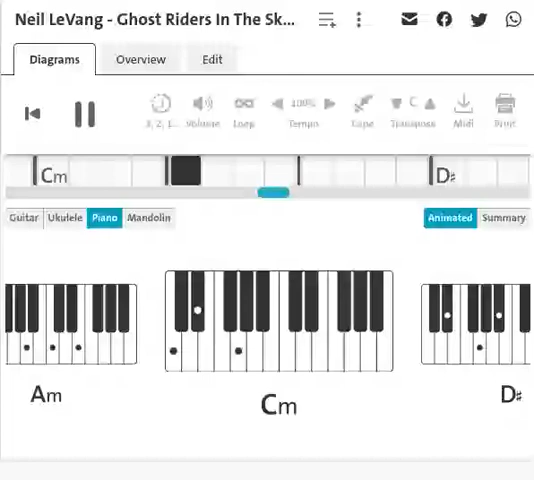 Neil LeVang - Ghost Riders In The Sk...
Diagrams Overview Edit
3, 2, 1... Volume Loop 100% Tempo Capo Transpose C Midi Print
Cm D♯
Guitar Ukulele Piano Mandolin Animated Summary
Am Cm D♯